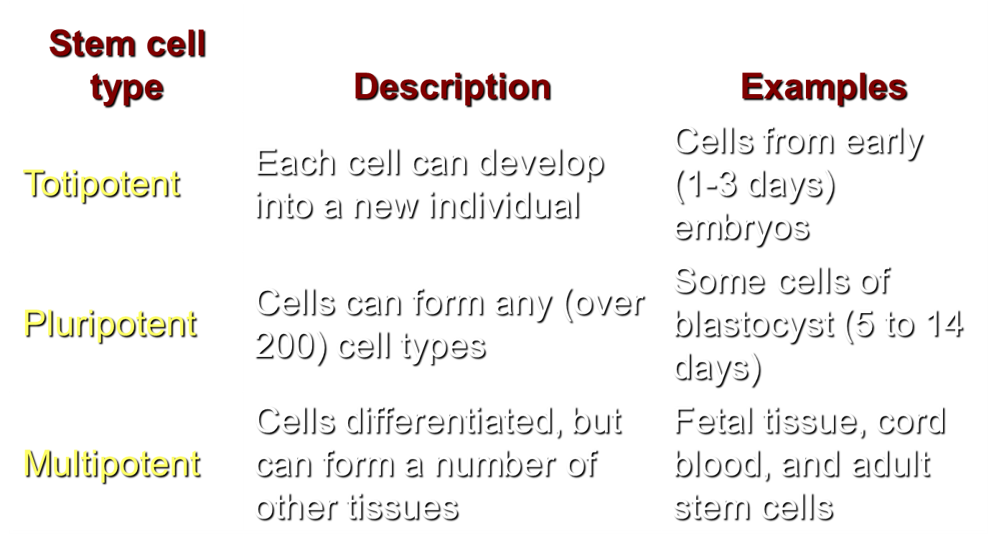 Stem cell
type
Description
Examples
Totipotent
Each cell can develop
into a new individual
Cells from early
(1-3 days)
embryos
Pluripotent
Cells can form any (over
200) cell types
Some cells of
blastocyst (5 to 14
days)
Multipotent
Cells differentiated, but
can form a number of
other tissues
Fetal tissue, cord
blood, and adult
stem cells